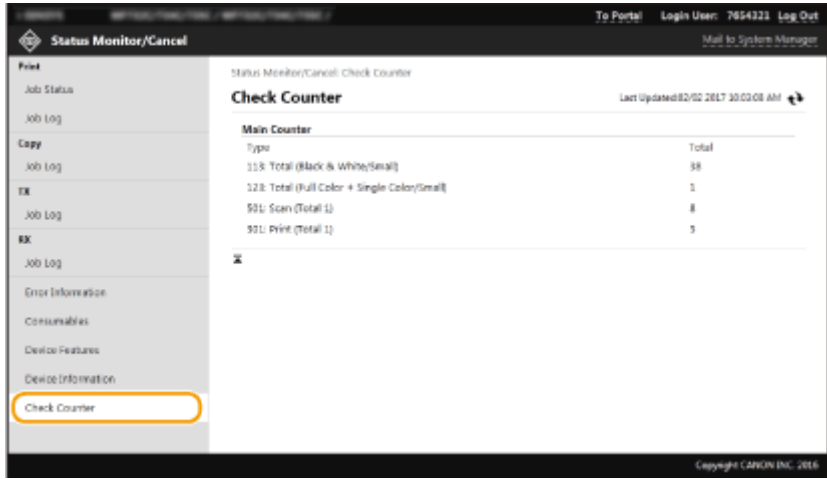 To Portal Login User: 7654321 Log Out
Status Monitor/Cancel
Mail to System Manager
Print
Job Status
Job Log
Copy
Job Log
TX
Job Log
RX
Job Log
Error Information
Consumables
Device Features
Device Information
Check Counter
Status Monitor/Cancel: Check Counter
Check Counter
Last Updated:02/02 2017 10:03:08 AM
Main Counter
Type Total
113: Total (Black & White/Small) 38
123: Total (Full Color + Single Color/Small) 1
501: Scan (Total 1) 8
301: Print (Total 1) 5
Copyright CANON INC. 2016